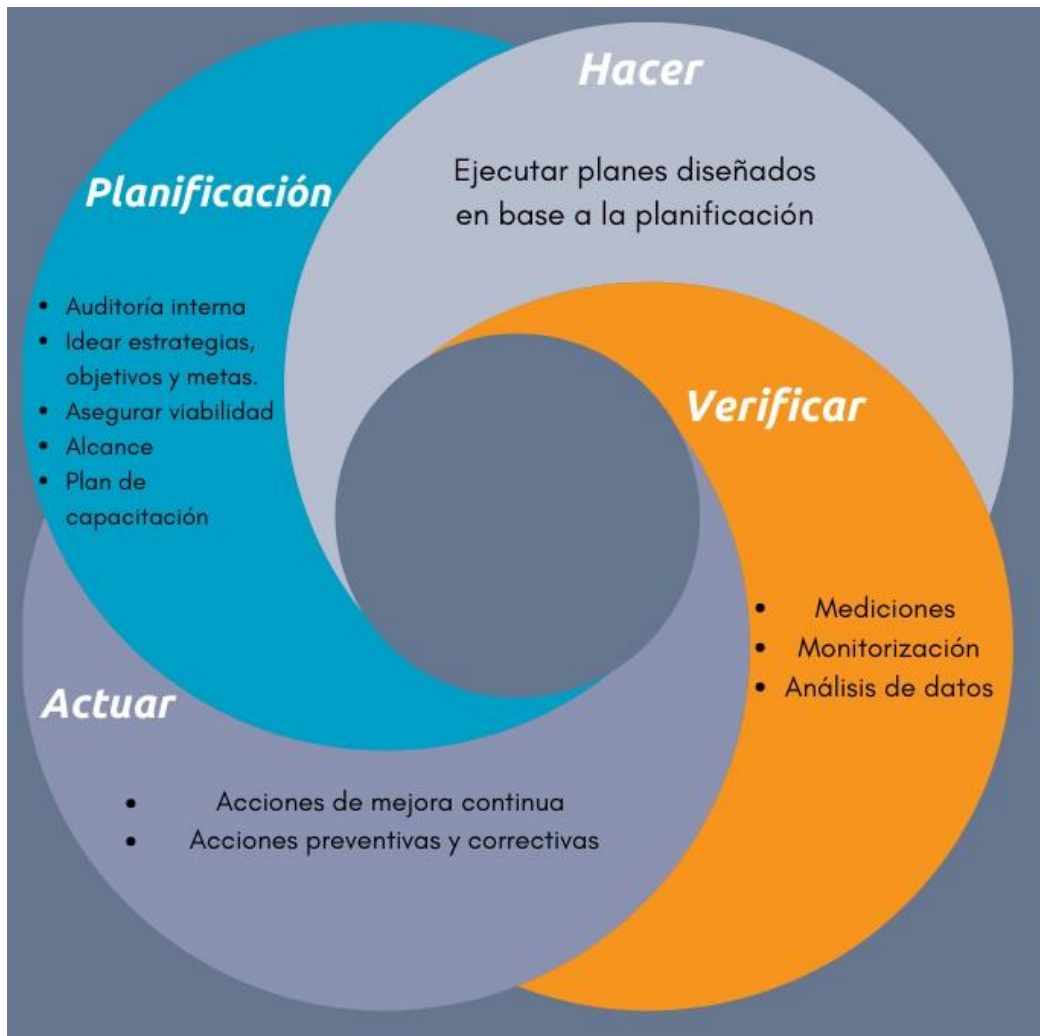 Planificación
• Auditoría interna
• Idear estrategias,
objetivos y metas.
• Asegurar viabilidad
• Alcance
• Plan de
capacitación
Hacer
Ejecutar planes diseñados
en base a la planificación
Verificar
• Mediciones
• Monitorización
• Análisis de datos
Actuar
• Acciones de mejora continua
• Acciones preventivas y correctivas